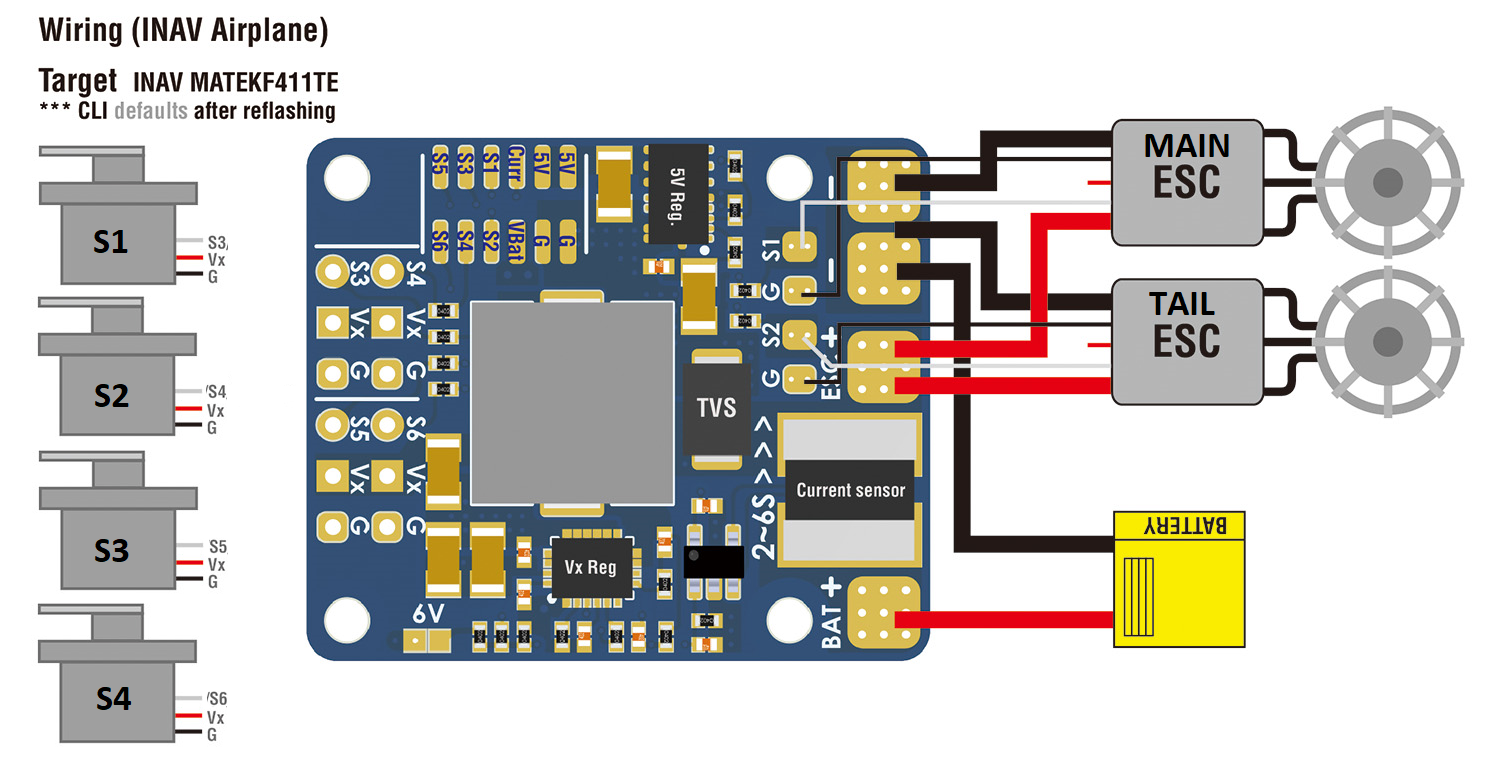 Wiring (INAV Airplane)
Target INAV MATEKF411TE
*** CLI defaults after reflashing
S1
S3,
Vx
G
S2
/S4
Vx
G
S3
S5
Vx
G
S4
/S6
Vx
G
S5 S3 S1 Curr 5V 5V
S6 S4 S2 VBat G G
5V Reg.
S3 S4
Vx Vx
G G
S5 S6
Vx Vx
G G
S1
G
S2
G
ESC +
TVS
2~6S > > > >
Current sensor
Vx Reg
6V
BAT +
MAIN
ESC
TAIL
ESC
BATTERY